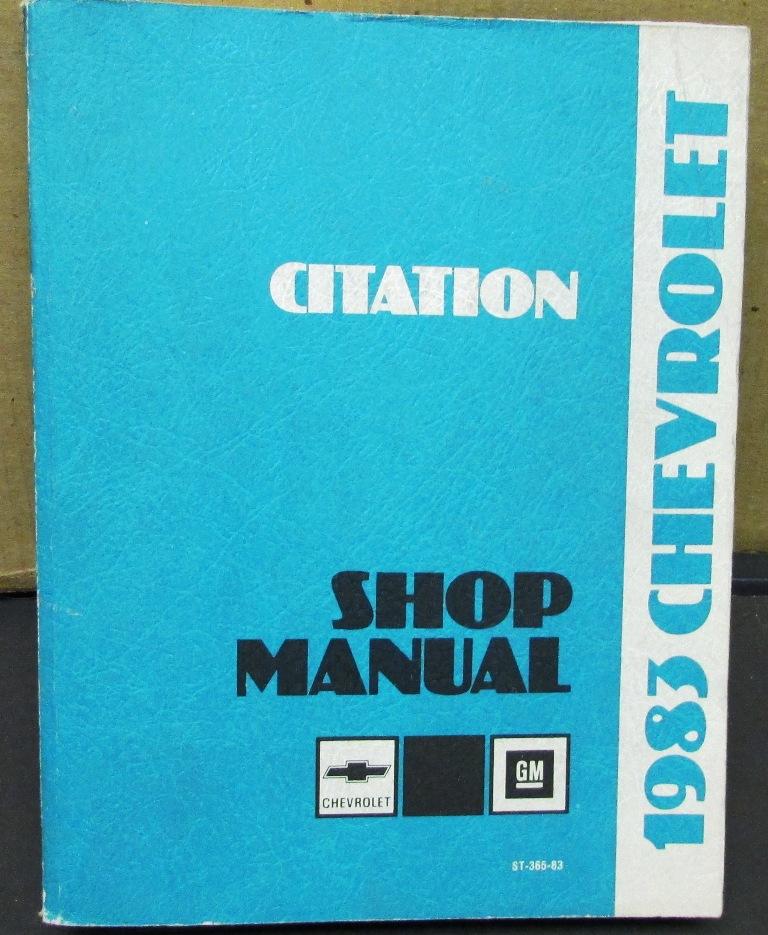 CITATION
SHOP
MANUAL
CHEVROLET
GM
ST-365-83
1983 CHEVROLET